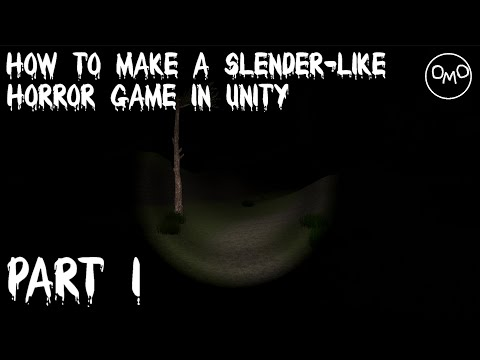 HOW TO MAKE A SLENDER-LIKE
HORROR GAME IN UNITY
OMO
PART 1